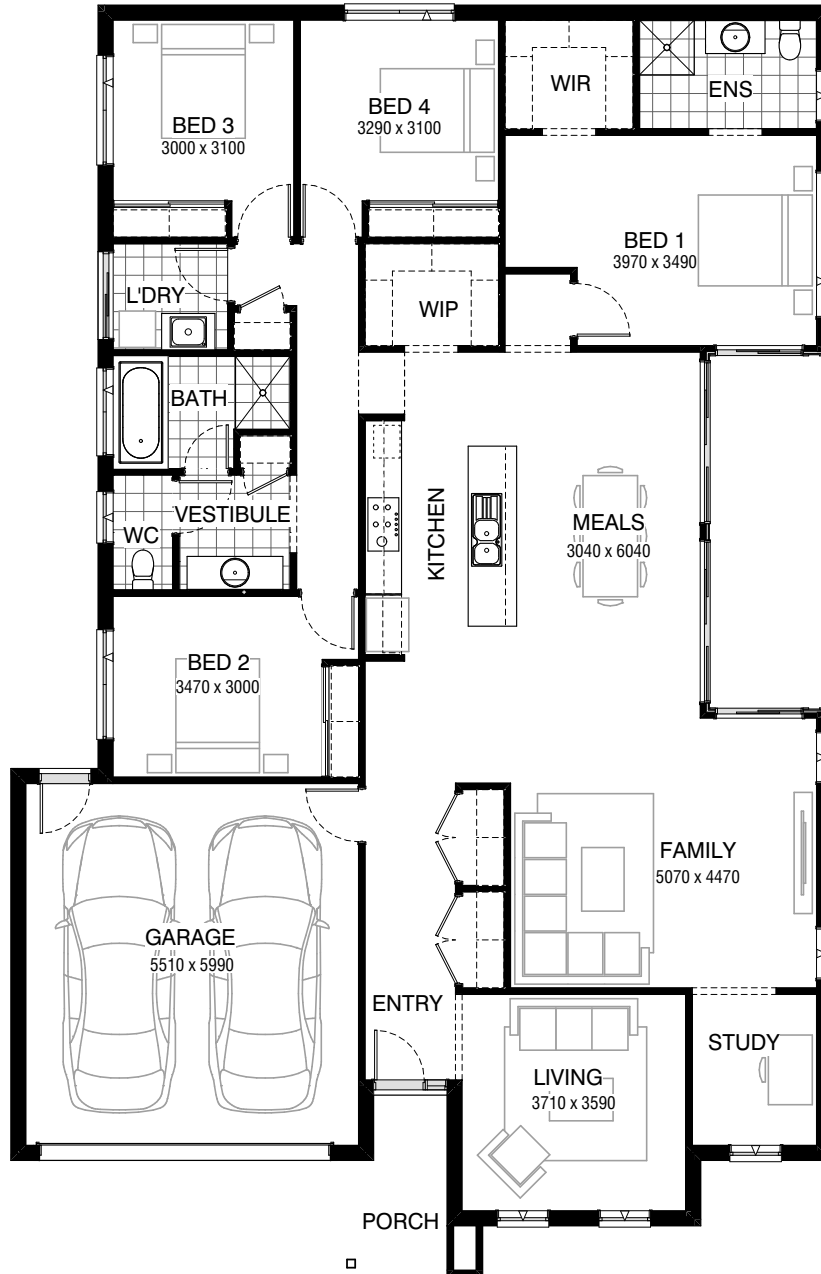 WIR
ENS
BED 3
3000 x 3100
BED 4
3290 x 3100
BED 1
3970 x 3490
L'DRY
WIP
BATH
VESTIBULE
WC
KITCHEN
MEALS
3040 x 6040
BED 2
3470 x 3000
FAMILY
5070 x 4470
GARAGE
5510 x 5990
ENTRY
STUDY
LIVING
3710 x 3590
PORCH